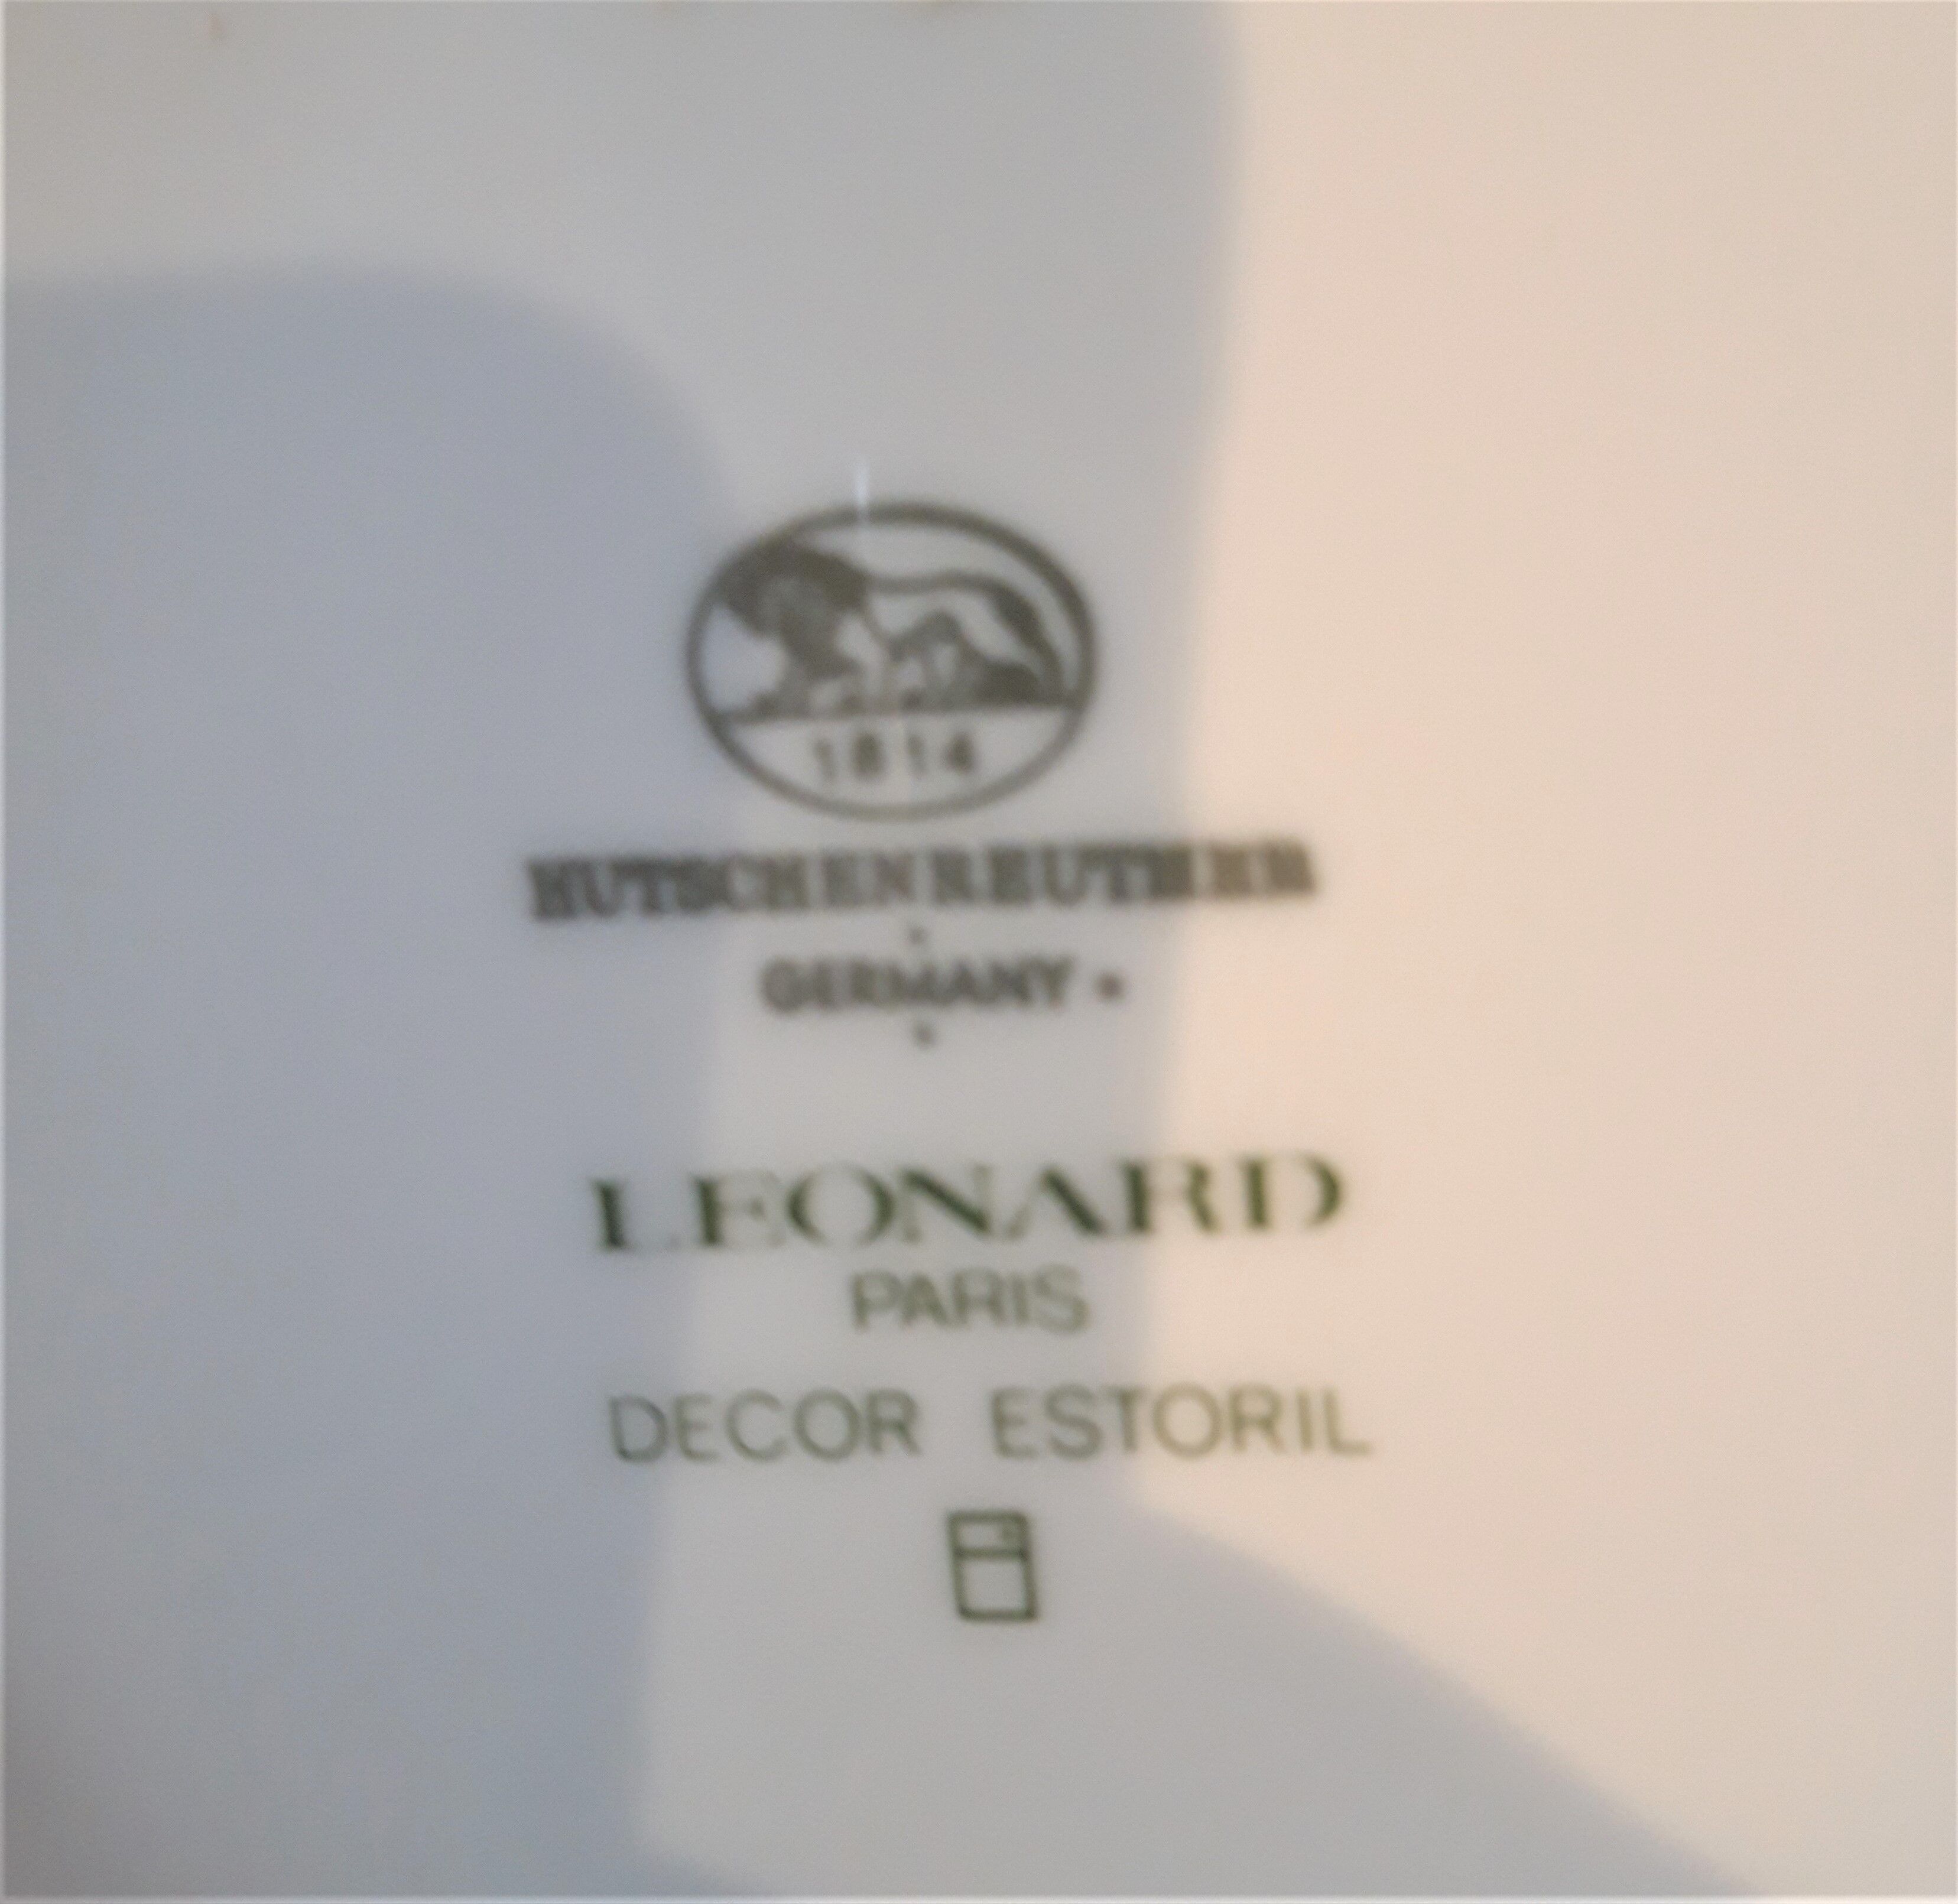 1814
HUTSCHENREUTHER
GERMANY
LEONARD
PARIS
DECOR ESTORIL